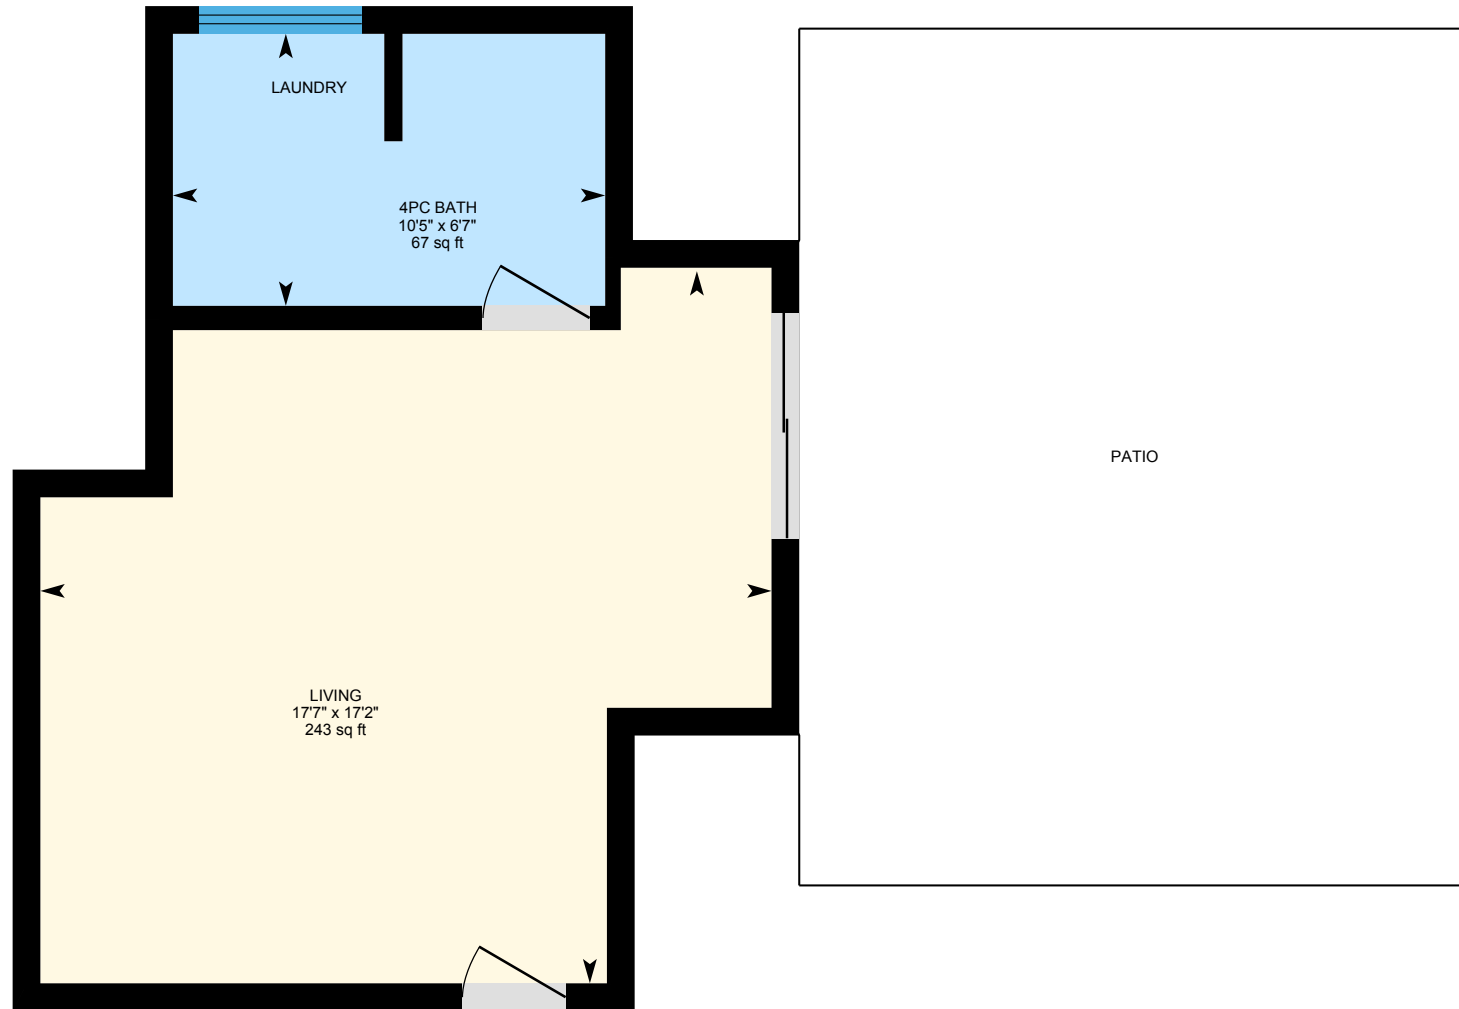 LAUNDRY
4PC BATH
10'5" x 6'7"
67 sq ft
PATIO
LIVING
17'7" x 17'2"
243 sq ft